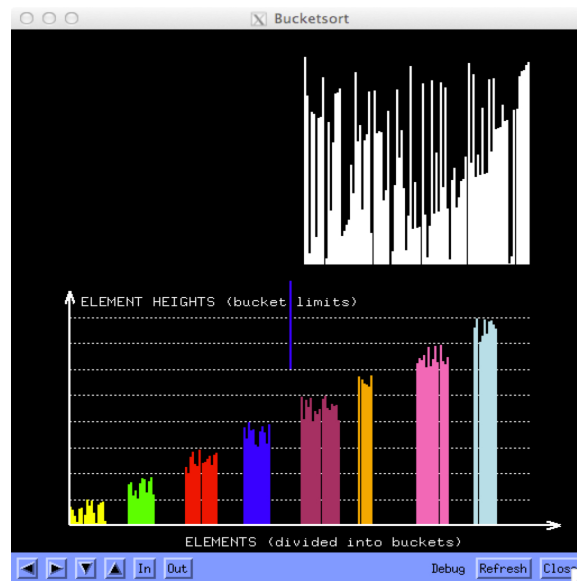 Bucketsort
ELEMENT HEIGHTS (bucket limits)
ELEMENTS (divided into buckets)
In Out Debug Refresh